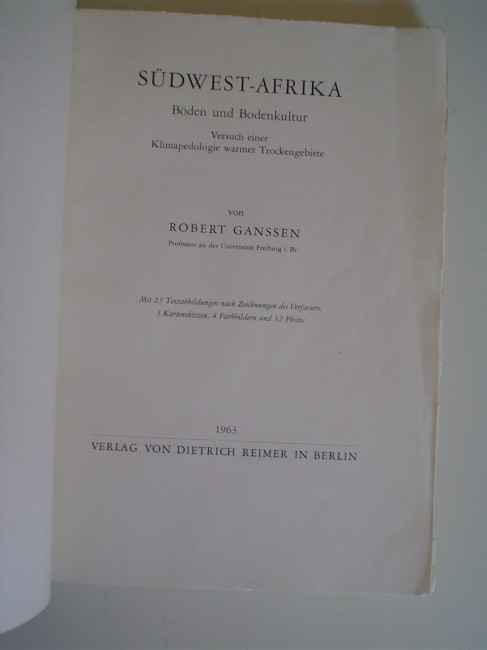 SÜDWEST-AFRIKA
Böden und Bodenkultur
Versuch einer
Klimapedologie warmer Trockengebiete
von
ROBERT GANSSEN
Professor an der Universität Freiburg i. Br.
Mit 23 Textabbildungen nach Zeichnungen des Verfassers,
3 Kartenskizzen, 4 Farbbildern und 32 Photos
1963
VERLAG VON DIETRICH REIMER IN BERLIN